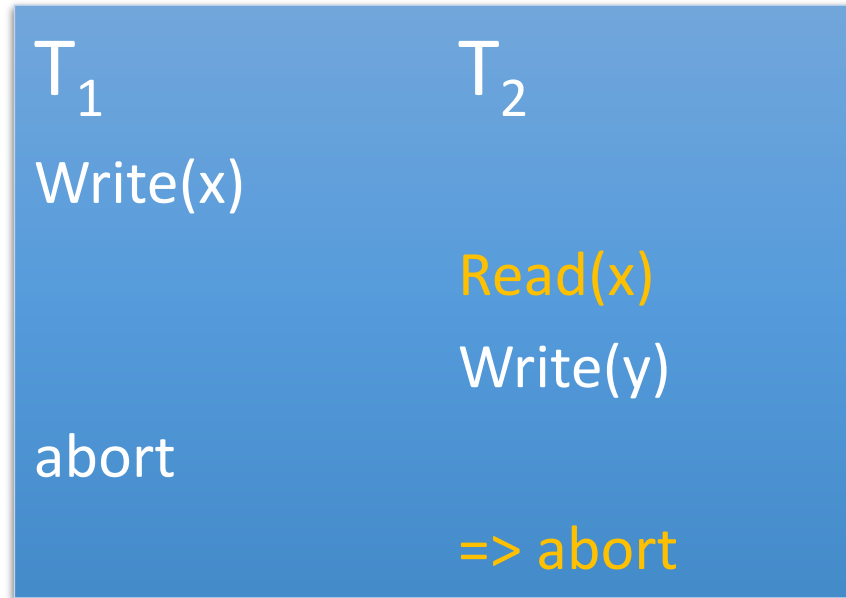 T₁ T₂
Write(x)
Read(x)
Write(y)
abort
=> abort